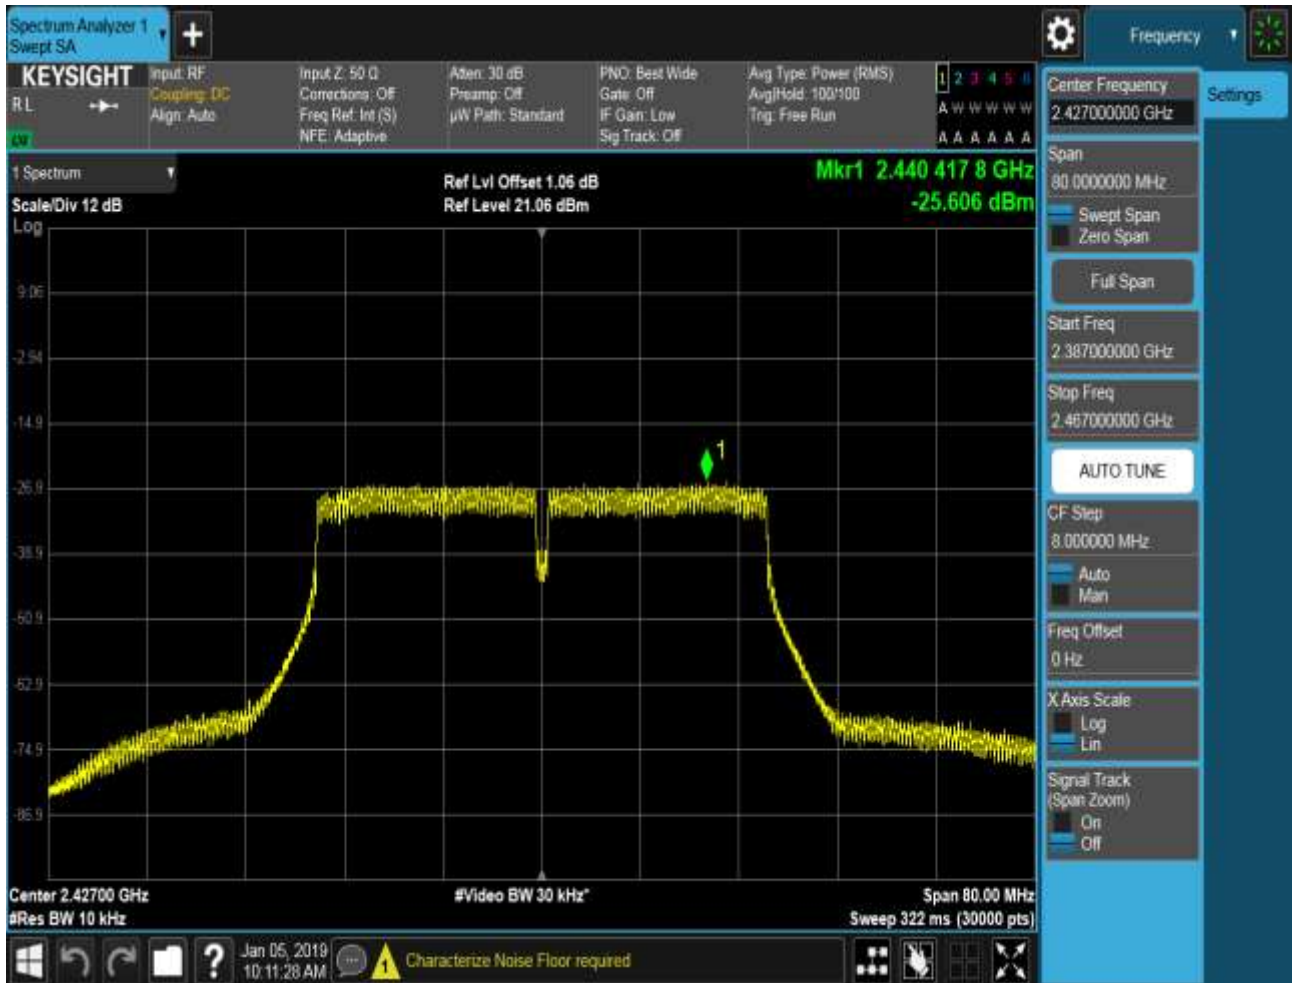 Spectrum Analyzer 1
Swept SA
Frequency
KEYSIGHT
RL
Input: RF
Coupling: DC
Align: Auto
Input Z: 50 Ω
Corrections: Off
Freq Ref: Int (S)
NFE: Adaptive
Atten: 30 dB
Preamp: Off
µW Path: Standard
PNO: Best Wide
Gate: Off
IF Gain: Low
Sig Track: Off
Avg Type: Power (RMS)
Avg|Hold: 100/100
Trig: Free Run
1 2 3 4 5 6
A W W W W W
A A A A A A
1 Spectrum
Scale/Div 12 dB
Log
Ref Lvl Offset 1.06 dB
Ref Level 21.06 dBm
Mkr1 2.440 417 8 GHz
-25.606 dBm
9.06
-2.94
-14.9
-26.9
-38.9
-50.9
-62.9
-74.9
-86.9
1
Center 2.42700 GHz
#Res BW 10 kHz
#Video BW 30 kHz*
Span 80.00 MHz
Sweep 322 ms (30000 pts)
Center Frequency
2.427000000 GHz
Settings
Span
80.0000000 MHz
Swept Span
Zero Span
Full Span
Start Freq
2.387000000 GHz
Stop Freq
2.467000000 GHz
AUTO TUNE
CF Step
8.000000 MHz
Auto
Man
Freq Offset
0 Hz
X Axis Scale
Log
Lin
Signal Track
(Span Zoom)
On
Off
?
Jan 05, 2019
10:11:28 AM
1
Characterize Noise Floor required